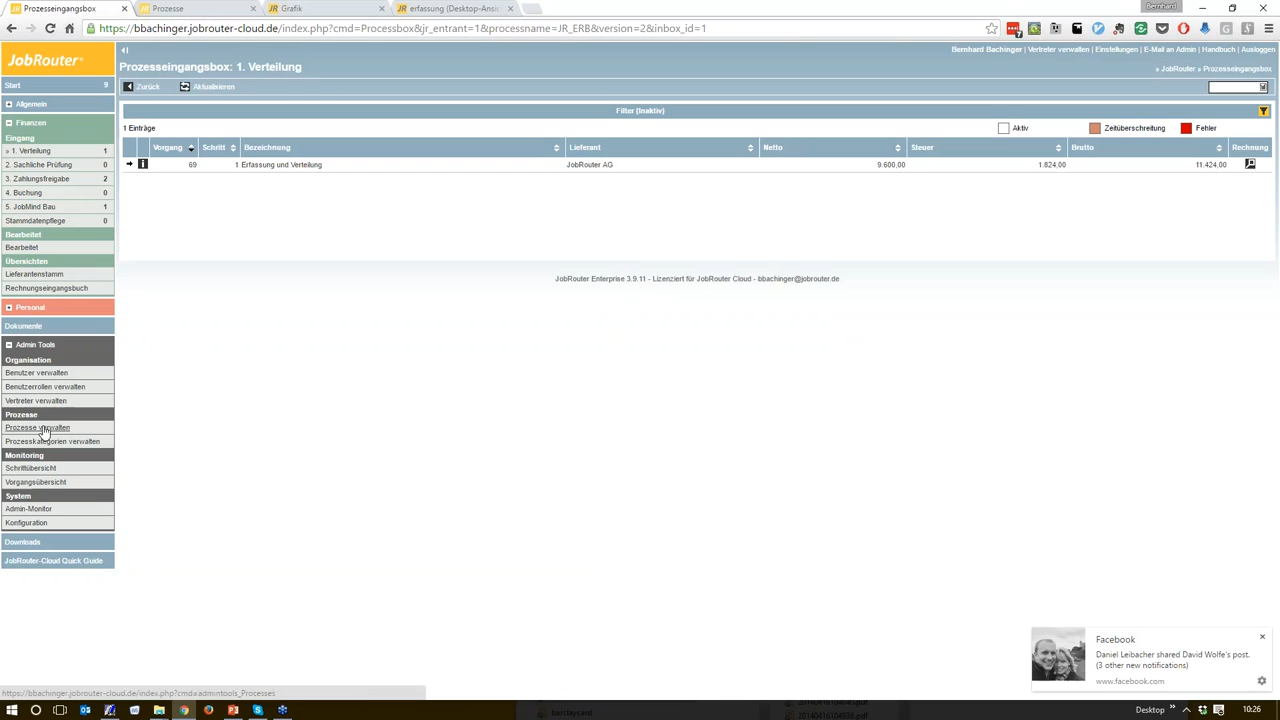 Prozesseingangsbox
Prozesse
Grafik
erfassung (Desktop-Ansic
Bernhard
https://bbachinger.jobrouter-cloud.de/index.php?cmd=Processbox&jr_entrant=1&processname=JR_ERB&version=2&inbox_id=1
JobRouter
Bernhard Bachinger | Vertreter verwalten | Einstellungen | E-Mail an Admin | Handbuch | Ausloggen
Prozesseingangsbox: 1. Verteilung
» JobRouter » Prozesseingangsbox
Start 9
Zurück Aktualisieren
Allgemein
Filter (Inaktiv)
Finanzen
1 Einträge
Aktiv Zeitüberschreitung Fehler
Eingang
Vorgang Schritt Bezeichnung Lieferant Netto Steuer Brutto Rechnung
» 1. Verteilung 1
69 1 Erfassung und Verteilung JobRouter AG 9.600,00 1.824,00 11.424,00
2. Sachliche Prüfung 0
3. Zahlungsfreigabe 2
4. Buchung 0
5. JobMind Bau 1
Stammdatenpflege 0
Bearbeitet
Bearbeitet
Übersichten
Lieferantenstamm
Rechnungseingangsbuch
JobRouter Enterprise 3.9.11 - Lizenziert für JobRouter Cloud - bbachinger@jobrouter.de
Personal
Dokumente
Admin Tools
Organisation
Benutzer verwalten
Benutzerrollen verwalten
Vertreter verwalten
Prozesse
Prozesse verwalten
Prozesskategorien verwalten
Monitoring
Schrittübersicht
Vorgangsübersicht
System
Admin-Monitor
Konfiguration
Downloads
JobRouter-Cloud Quick Guide
Facebook
Daniel Leibacher shared David Wolfe's post.
(3 other new notifications)
www.facebook.com
https://bbachinger.jobrouter-cloud.de/index.php?cmd=admintools_Processes
Desktop
10:26
barclaycard